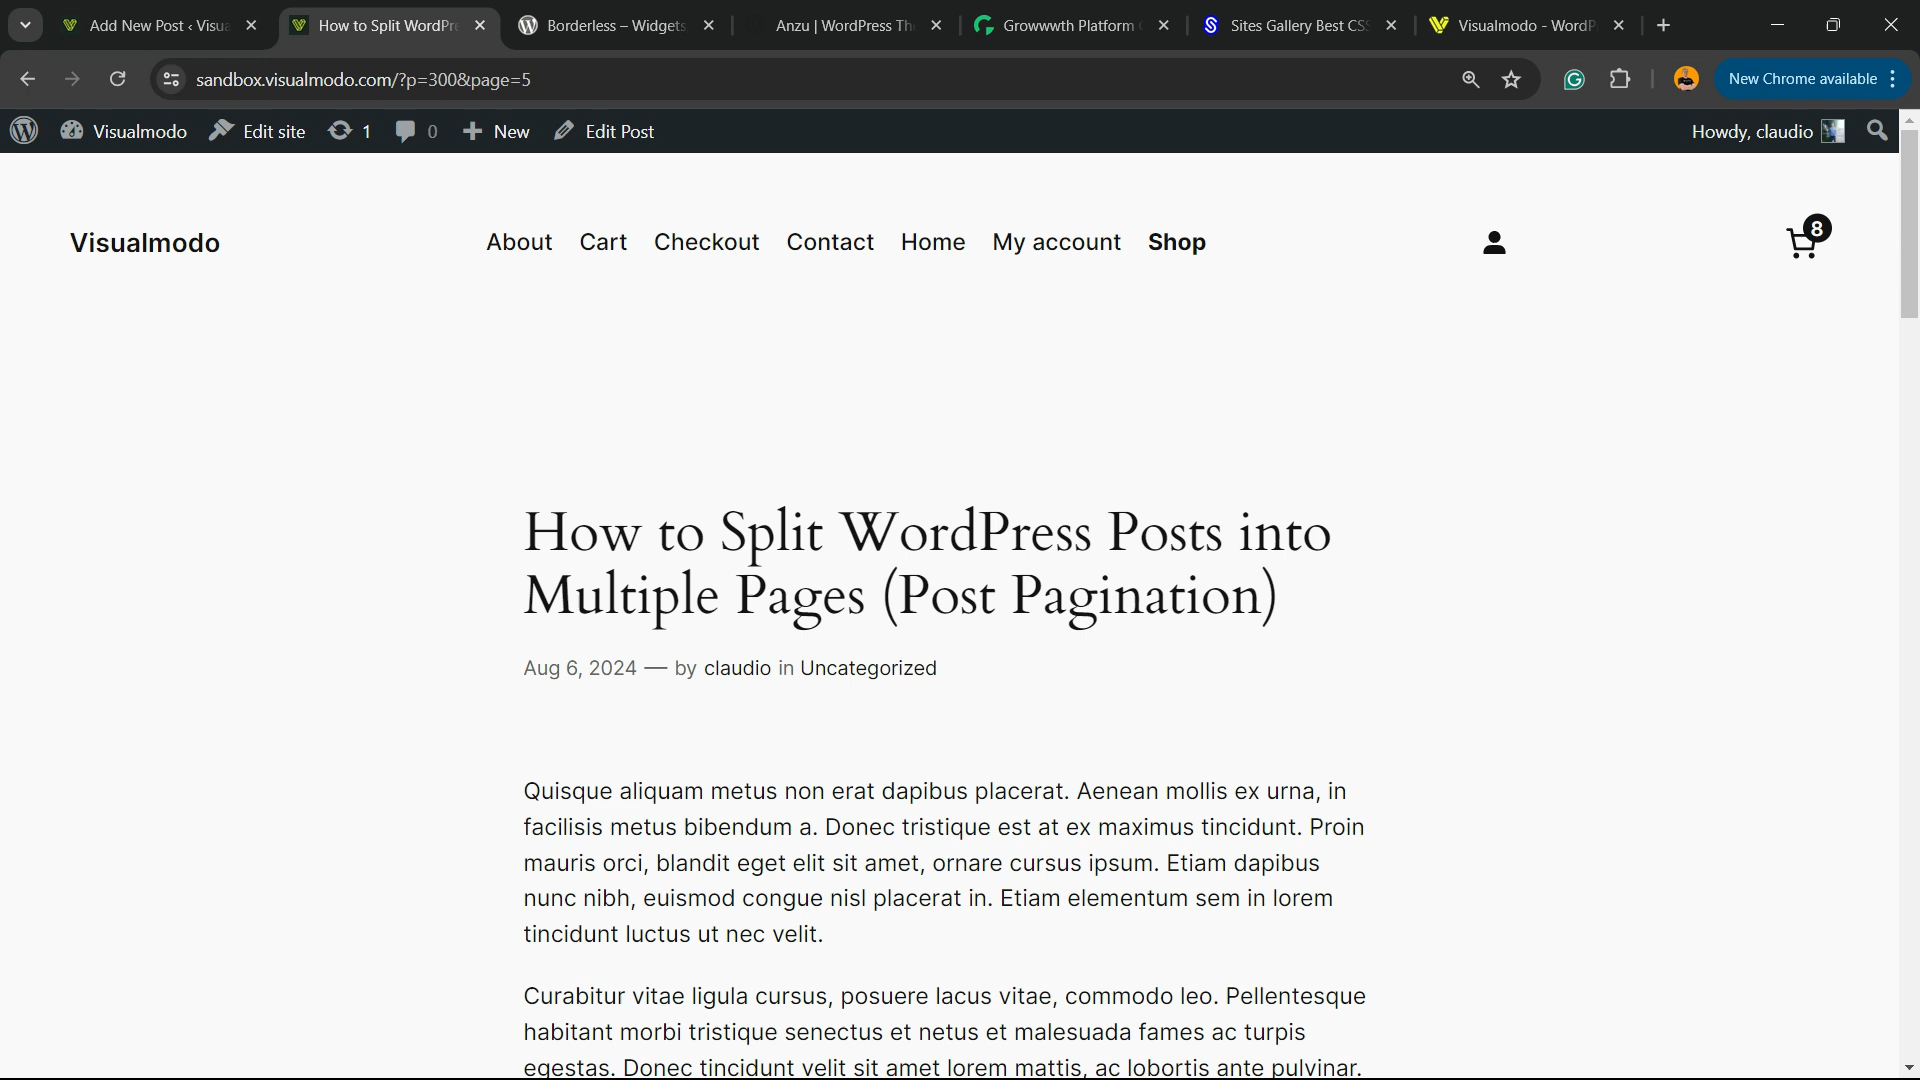 Add New Post ‹ Visua
How to Split WordPre
Borderless – Widgets
Anzu | WordPress Th
Growwwth Platform
Sites Gallery Best CSS
Visualmodo - WordP
sandbox.visualmodo.com/?p=300&page=5
New Chrome available
Visualmodo
Edit site
1
0
New
Edit Post
Howdy, claudio
Visualmodo
About
Cart
Checkout
Contact
Home
My account
Shop
8
How to Split WordPress Posts into
Multiple Pages (Post Pagination)
Aug 6, 2024 — by claudio in Uncategorized
Quisque aliquam metus non erat dapibus placerat. Aenean mollis ex urna, in
facilisis metus bibendum a. Donec tristique est at ex maximus tincidunt. Proin
mauris orci, blandit eget elit sit amet, ornare cursus ipsum. Etiam dapibus
nunc nibh, euismod congue nisl placerat in. Etiam elementum sem in lorem
tincidunt luctus ut nec velit.
Curabitur vitae ligula cursus, posuere lacus vitae, commodo leo. Pellentesque
habitant morbi tristique senectus et netus et malesuada fames ac turpis
egestas. Donec tincidunt velit sit amet lorem mattis, ac lobortis ante pulvinar.